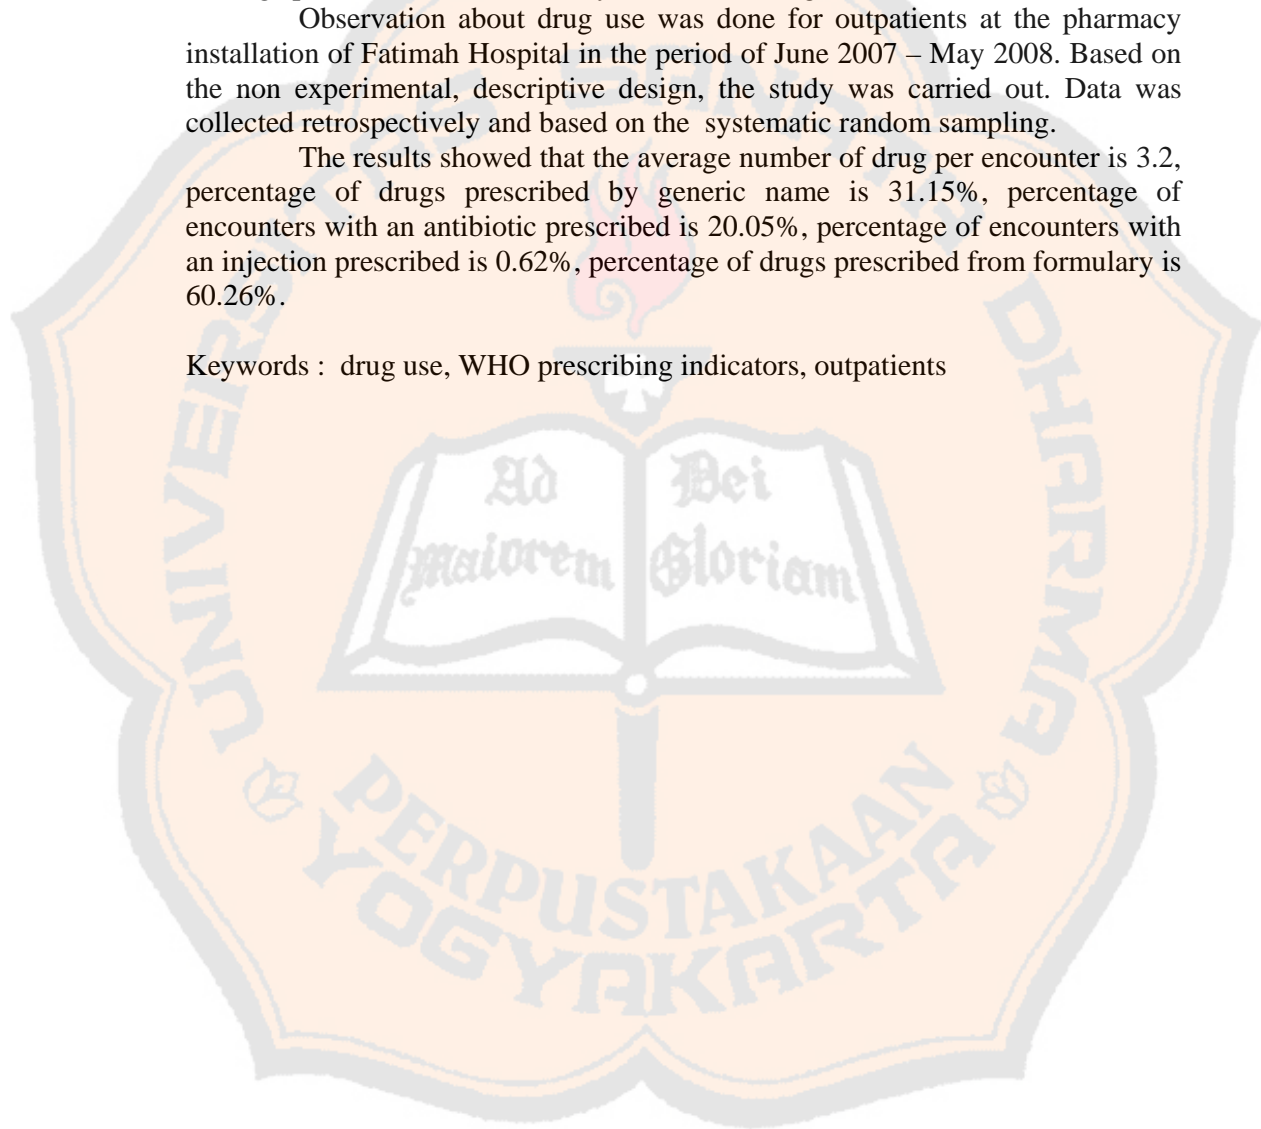 Observation about drug use was done for outpatients at the pharmacy
installation of Fatimah Hospital in the period of June 2007 – May 2008. Based on
the non experimental, descriptive design, the study was carried out. Data was
collected retrospectively and based on the systematic random sampling.
The results showed that the average number of drug per encounter is 3.2,
percentage of drugs prescribed by generic name is 31.15%, percentage of
encounters with an antibiotic prescribed is 20.05%, percentage of encounters with
an injection prescribed is 0.62%, percentage of drugs prescribed from formulary is
60.26%.
Keywords : drug use, WHO prescribing indicators, outpatients
UNIVERSITAS SANATA DHARMA
Ad Dei
Maiorem Gloriam
PERPUSTAKAAN
YOGYAKARTA